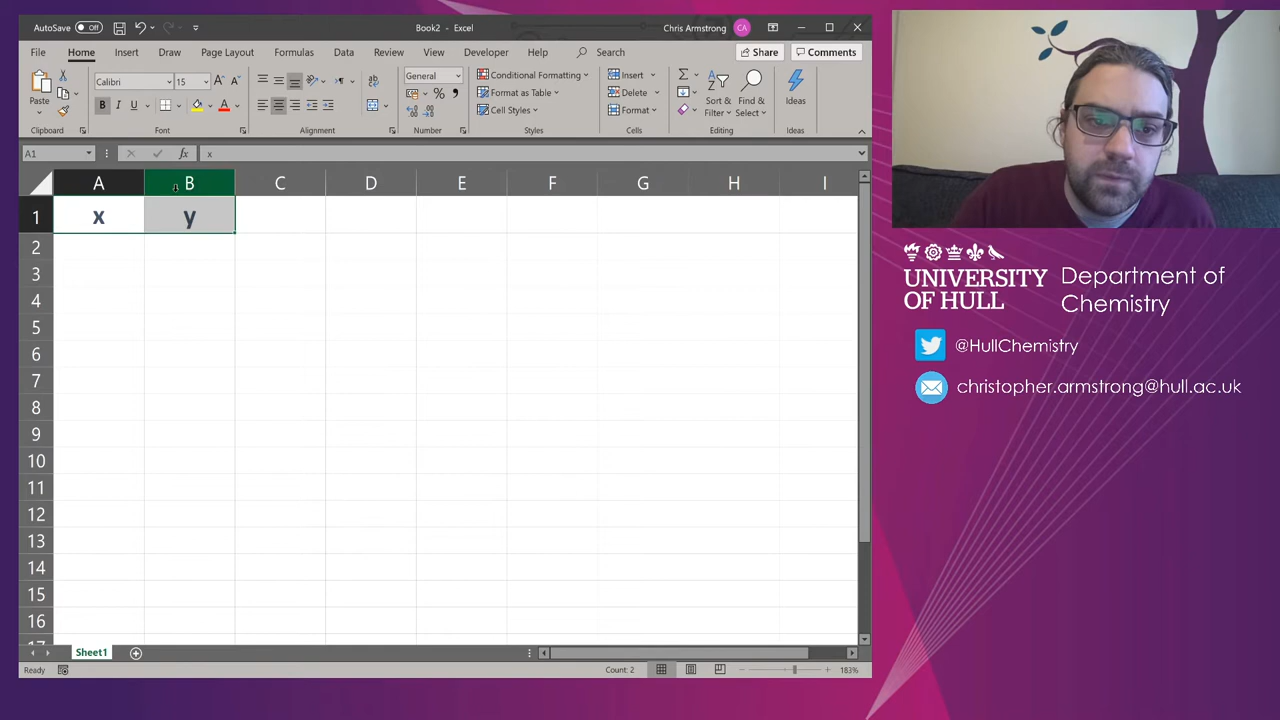 AutoSave Off Book2 - Excel Chris Armstrong CA
File Home Insert Draw Page Layout Formulas Data Review View Developer Help Search Share Comments
Paste Calibri 15 A A B I U A General % Conditional Formatting Format as Table Cell Styles Insert Delete Format Sort & Filter Find & Select Ideas
Clipboard Font Alignment Number Styles Cells Editing Ideas
A1 fx x
A B C D E F G H I
1 x y
2
3
4
5
6
7
8
9
10
11
12
13
14
15
16
17
Sheet1
Ready Count: 2 183%
UNIVERSITY OF HULL
Department of Chemistry
@HullChemistry
christopher.armstrong@hull.ac.uk